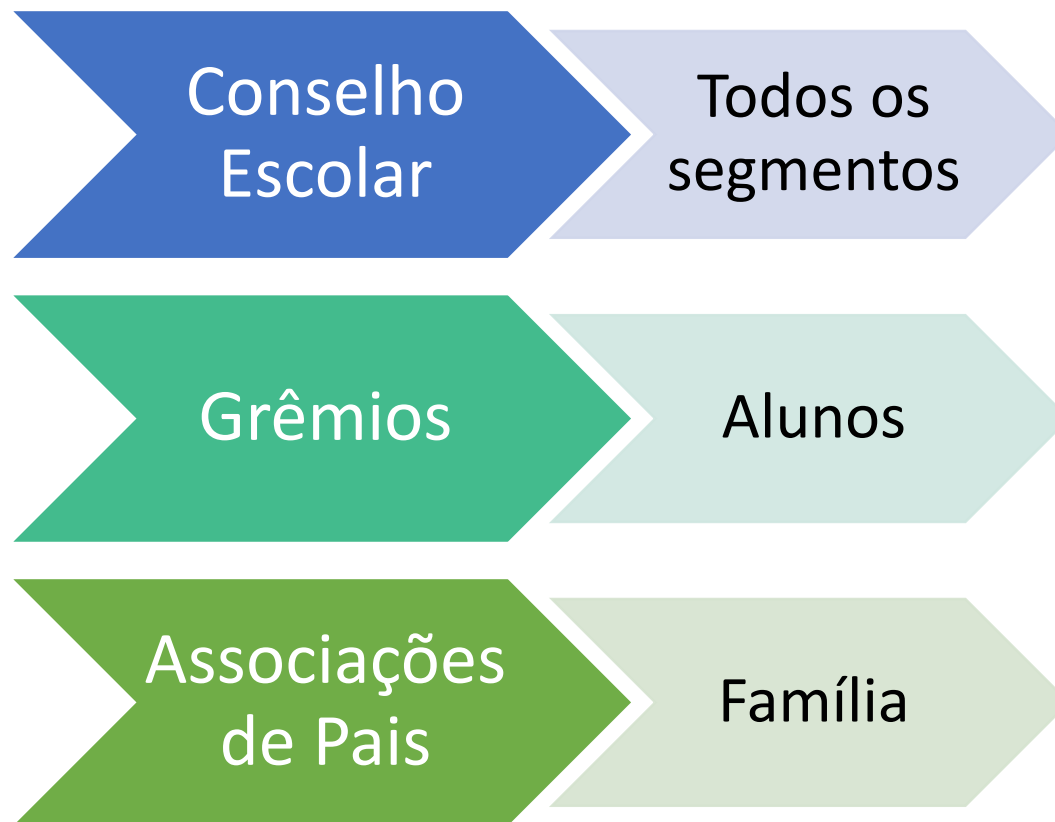 Conselho
Escolar
Todos os
segmentos
Grêmios
Alunos
Associações
de Pais
Família